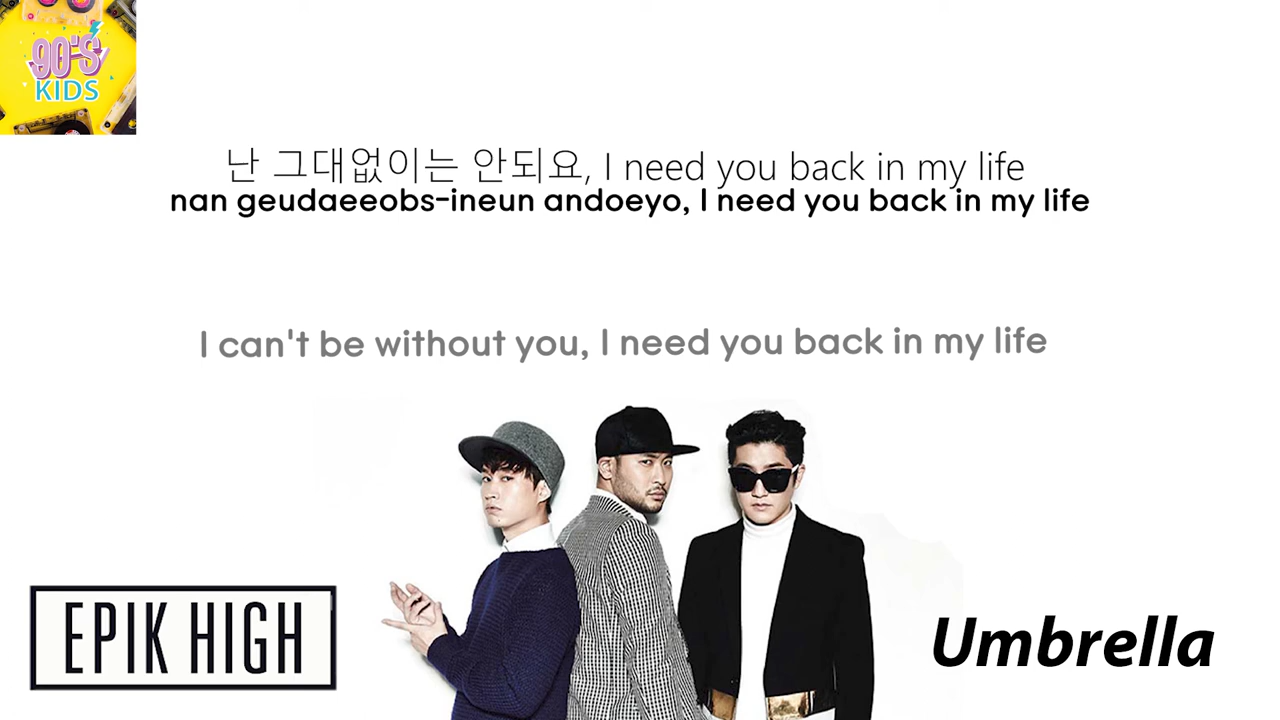 90'S
KIDS
난 그대없이는 안되요, I need you back in my life
nan geudaeeobs-ineun andoeyo, I need you back in my life
I can't be without you, I need you back in my life
EPIK HIGH
Umbrella